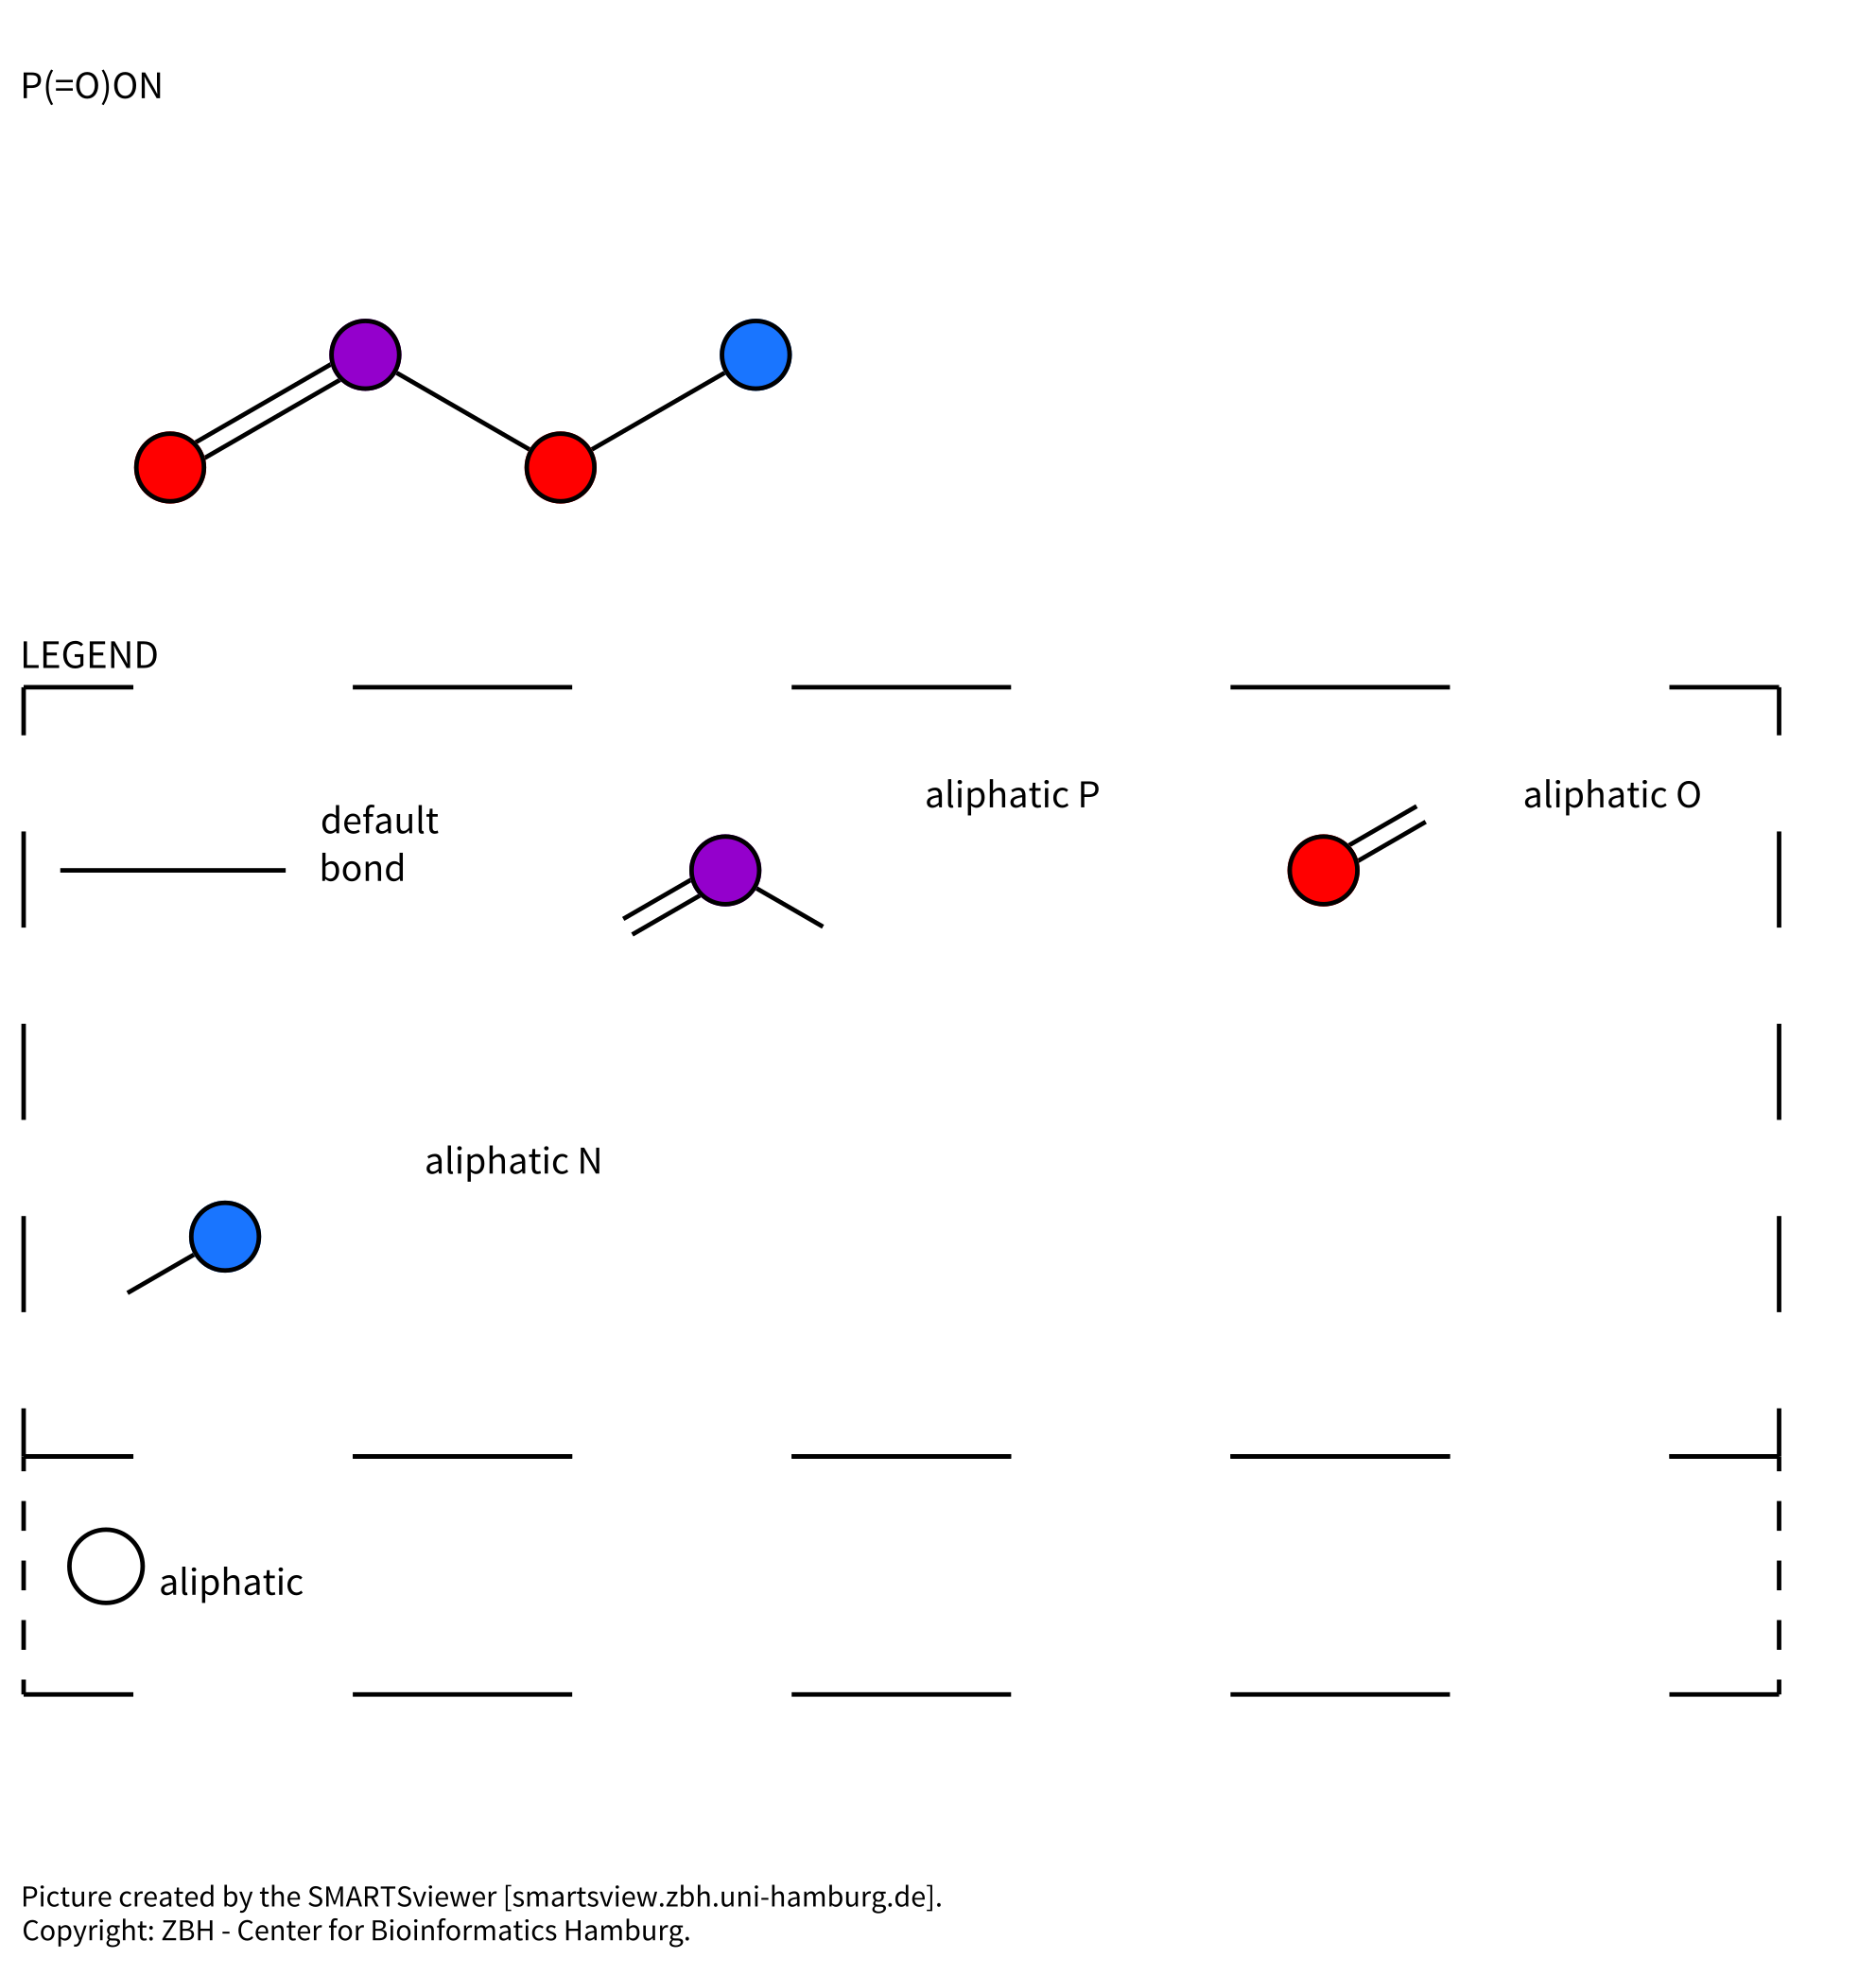 P(=O)ON
LEGEND
default
bond
aliphatic P
aliphatic O
aliphatic N
aliphatic
Picture created by the SMARTSviewer [smartsview.zbh.uni-hamburg.de].
Copyright: ZBH - Center for Bioinformatics Hamburg.